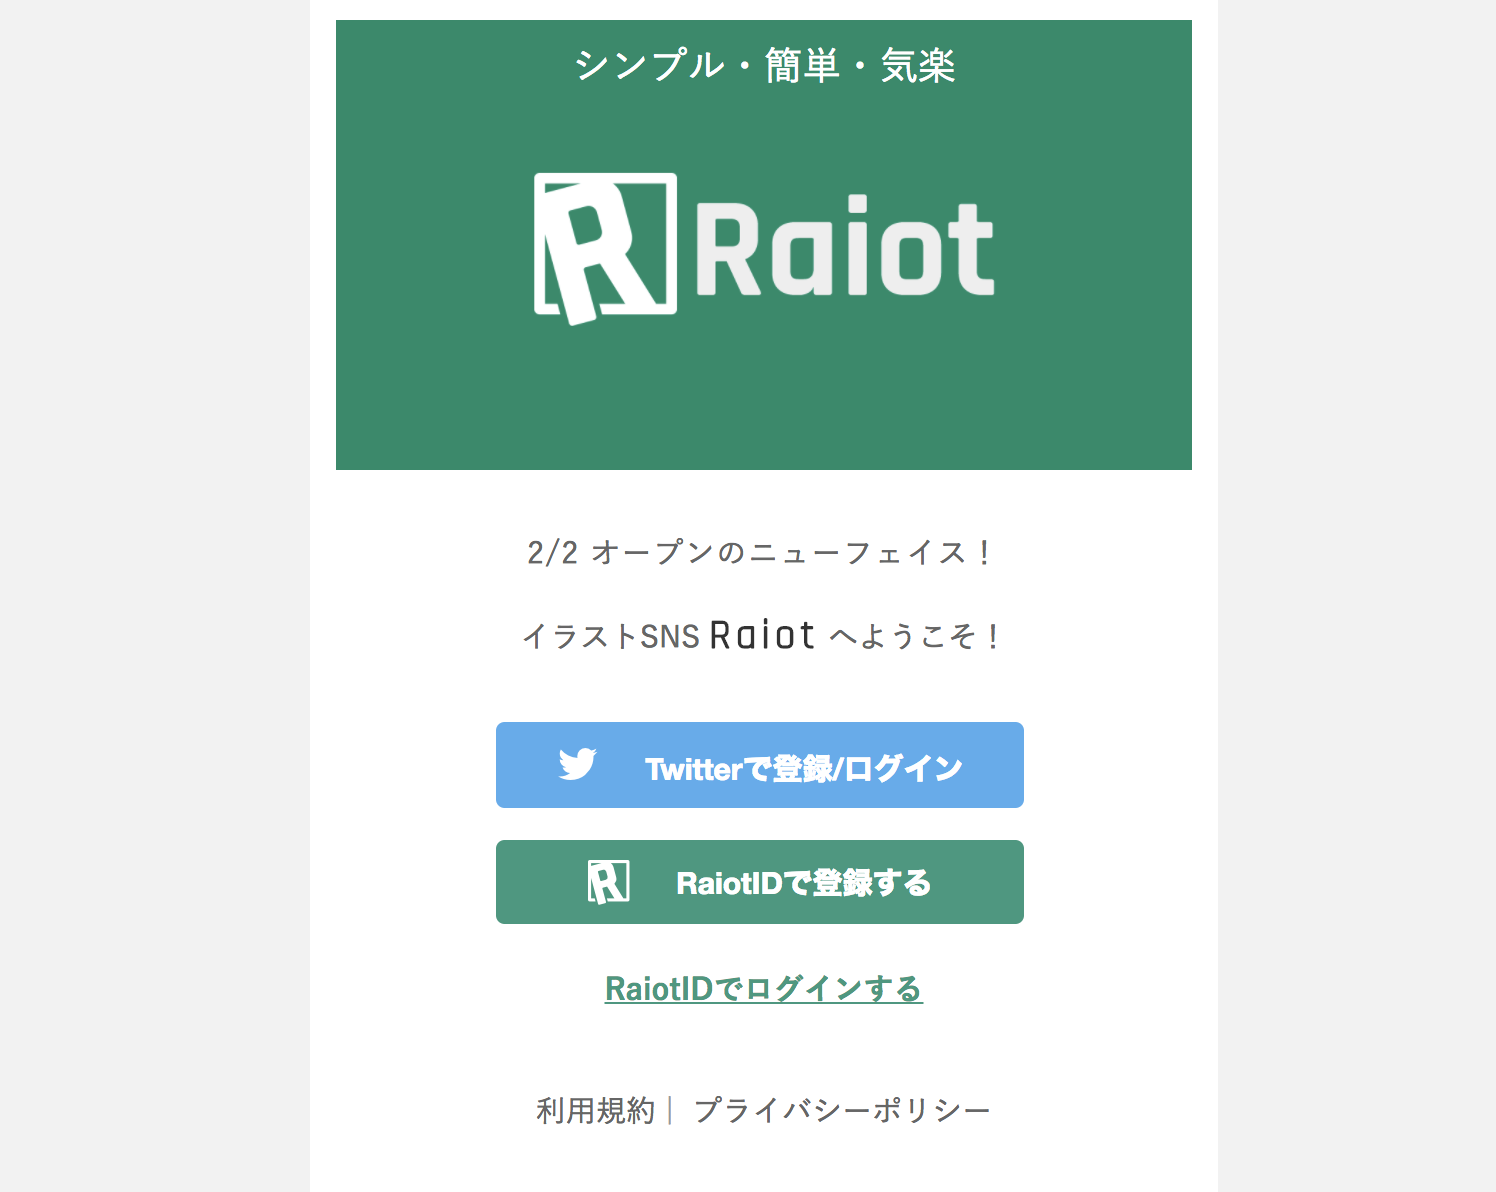 シンプル・簡単・気楽
Raiot
2/2 オープンのニューフェイス！
イラストSNS Raiot へようこそ！
Twitterで登録/ログイン
RaiotIDで登録する
RaiotIDでログインする
利用規約｜ プライバシーポリシー